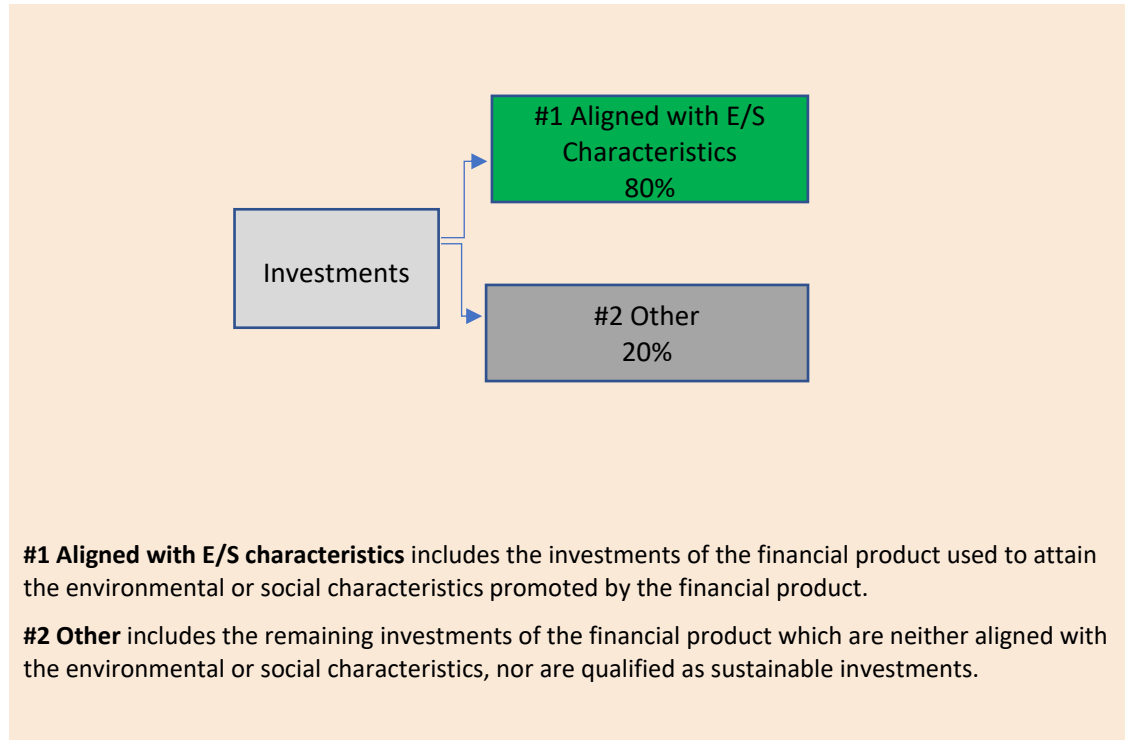 #1 Aligned with E/S
Characteristics
80%
Investments
#2 Other
20%
#1 Aligned with E/S characteristics includes the investments of the financial product used to attain
the environmental or social characteristics promoted by the financial product.
#2 Other includes the remaining investments of the financial product which are neither aligned with
the environmental or social characteristics, nor are qualified as sustainable investments.